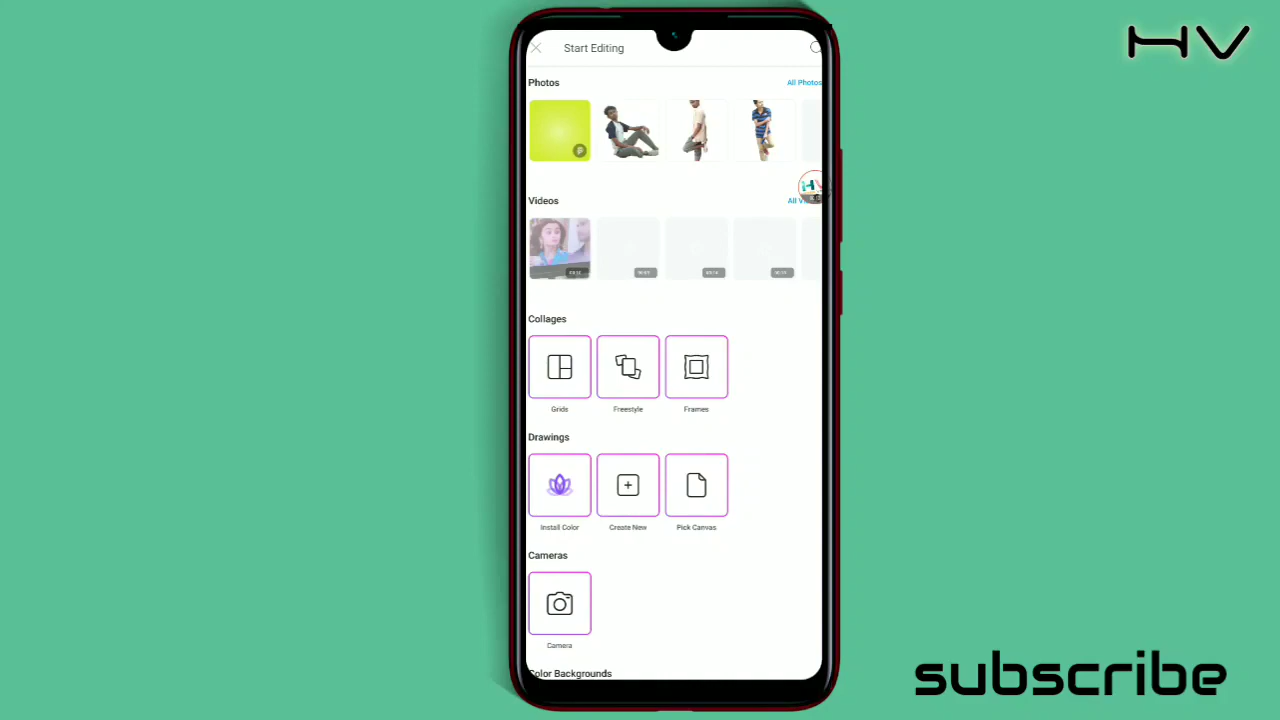 HV
Start Editing
Photos
All Photos
Videos
Collages
Grids
Freestyle
Frames
Drawings
Install Color
Create New
Pick Canvas
Cameras
Camera
Color Backgrounds
subscribe